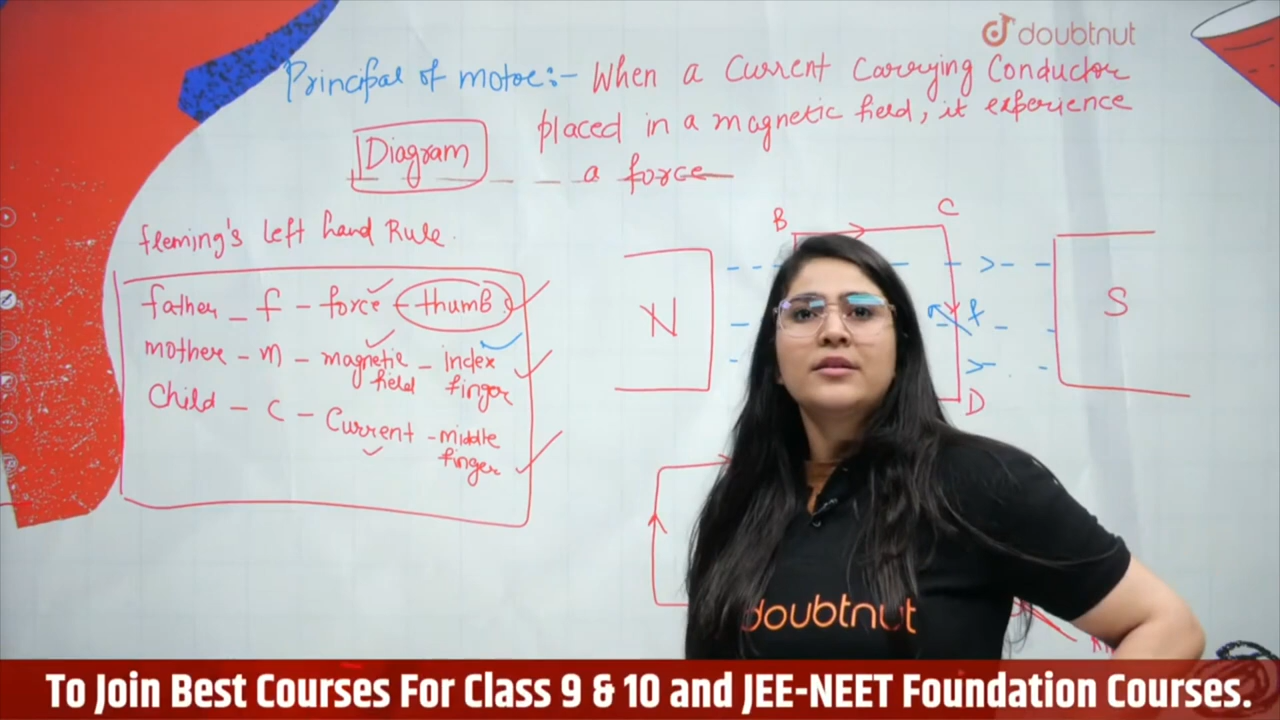 doubtnut
Principal of motor:- When a Current Carrying Conductor
placed in a magnetic field, it experience
a force
Diagram
fleming's left hand Rule.
father - f - force - thumb
mother - m - magnetic field - index finger
Child - C - Current - middle finger
B
C
N
S
f
D
doubtnut
To Join Best Courses For Class 9 & 10 and JEE-NEET Foundation Courses.